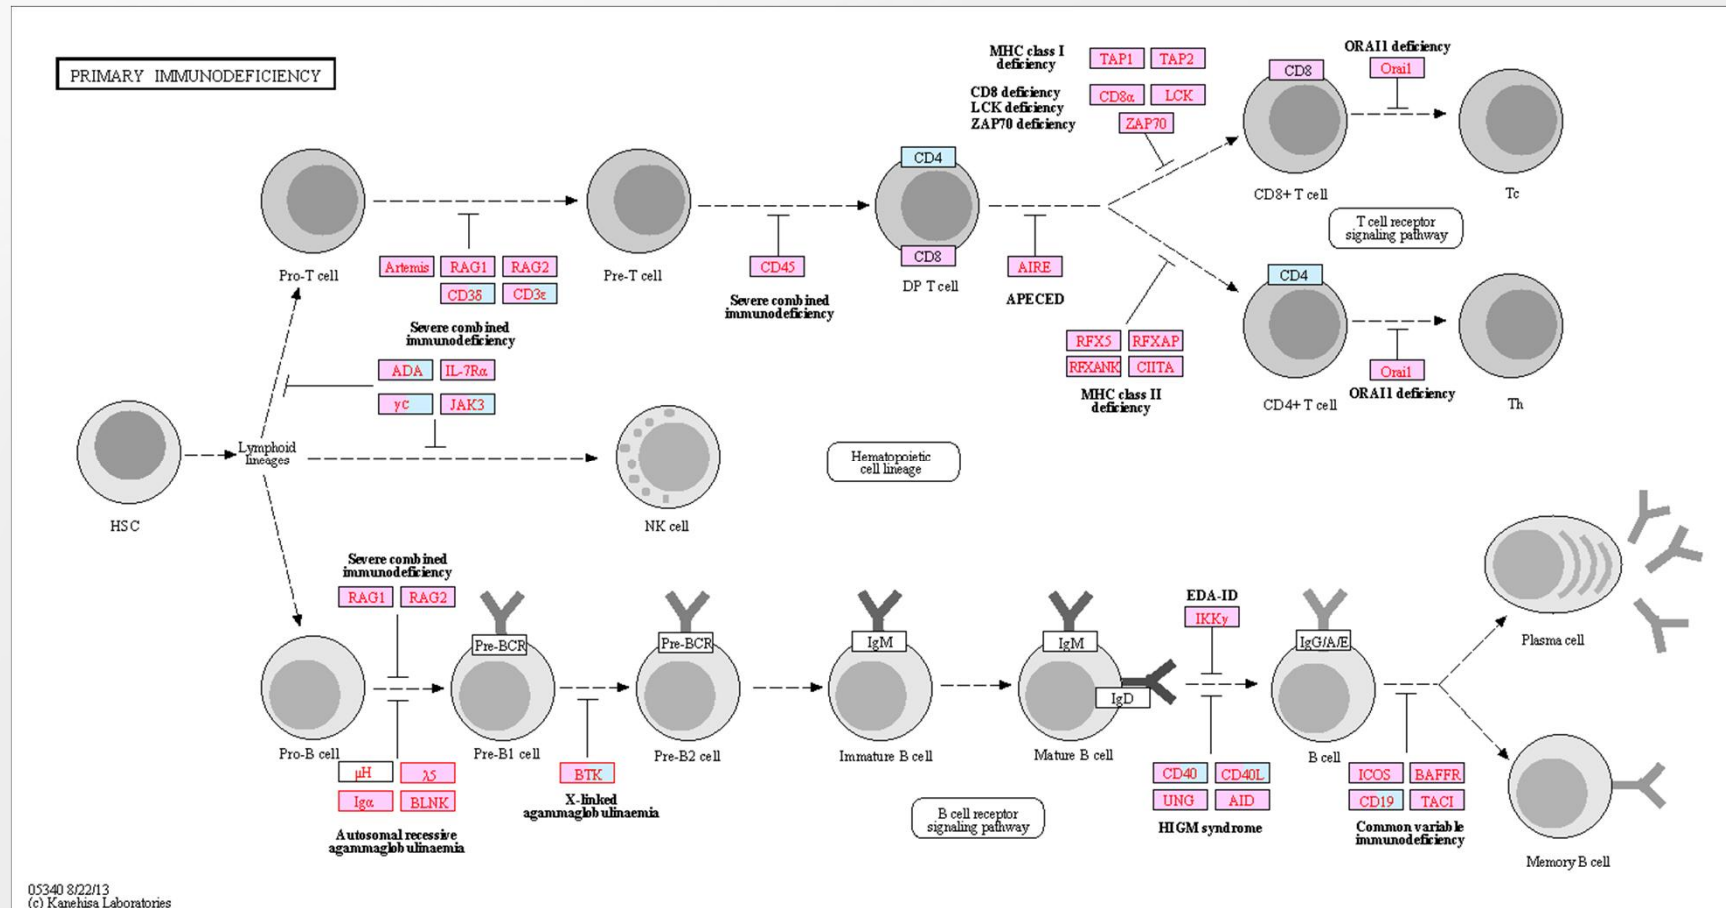 PRIMARY IMMUNODEFICIENCY
MHC class I
deficiency
TAP1 TAP2
CD8 deficiency
LCK deficiency
ZAP70 deficiency
CD8α LCK
ZAP70
CD8
CD8+ T cell
ORAI1 deficiency
Orai1
Tc
T cell receptor
signaling pathway
Pro-T cell
Artemis RAG1 RAG2
CD3δ CD3ε
Severe combined
immunodeficiency
Pre-T cell
CD45
Severe combined
immunodeficiency
CD4
CD8
DP T cell
AIRE
APECED
RFX5 RFXAP
RFXANK CIITA
MHC class II
deficiency
CD4
CD4+ T cell
Orai1
ORAI1 deficiency
Th
ADA IL-7Rα
γc JAK3
HSC
Lymphoid
lineages
NK cell
Hematopoietic
cell lineage
Severe combined
immunodeficiency
RAG1 RAG2
Pro-B cell
μH λ5
Igα BLNK
Autosomal recessive
agammaglobulinaemia
Pre-BCR
Pre-B1 cell
BTK
X-linked
agammaglobulinaemia
Pre-BCR
Pre-B2 cell
IgM
Immature B cell
IgM
IgD
Mature B cell
B cell receptor
signaling pathway
EDA-ID
IKKγ
CD40 CD40L
UNG AID
HIGM syndrome
IgG/A/E
B cell
ICOS BAFFR
CD19 TACI
Common variable
immunodeficiency
Plasma cell
Memory B cell
05340 8/22/13
(c) Kanehisa Laboratories